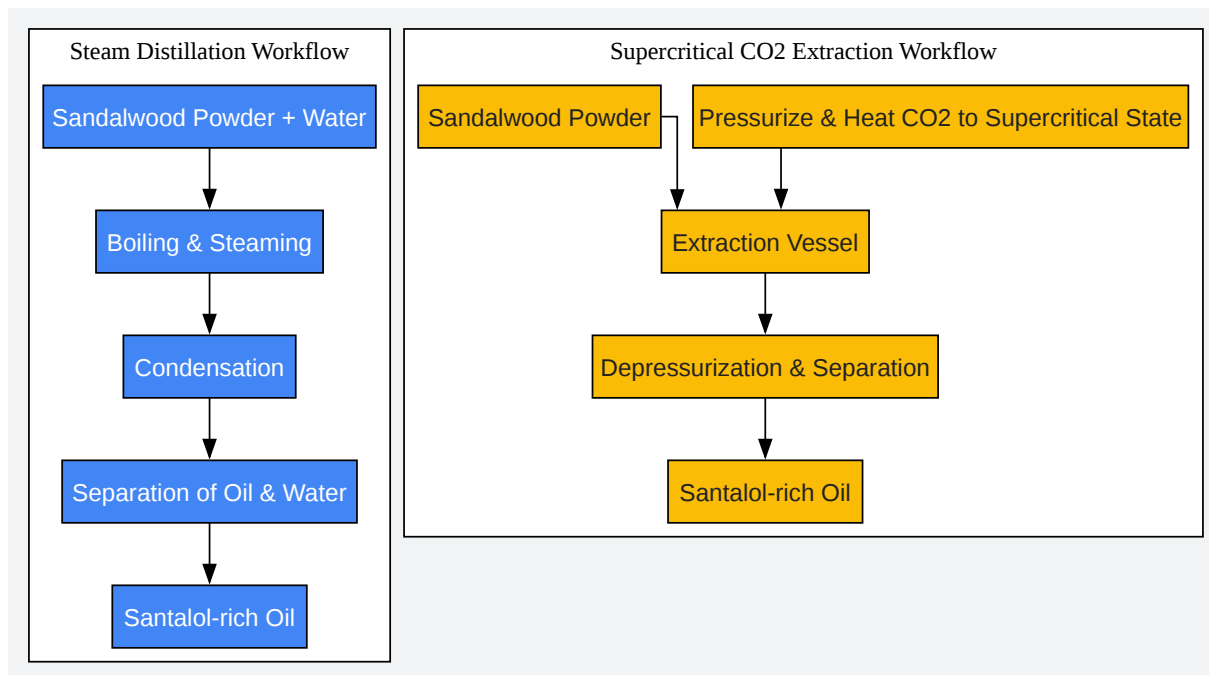 Steam Distillation Workflow
Sandalwood Powder + Water
Boiling & Steaming
Condensation
Separation of Oil & Water
Santalol-rich Oil
Supercritical CO2 Extraction Workflow
Sandalwood Powder
Pressurize & Heat CO2 to Supercritical State
Extraction Vessel
Depressurization & Separation
Santalol-rich Oil